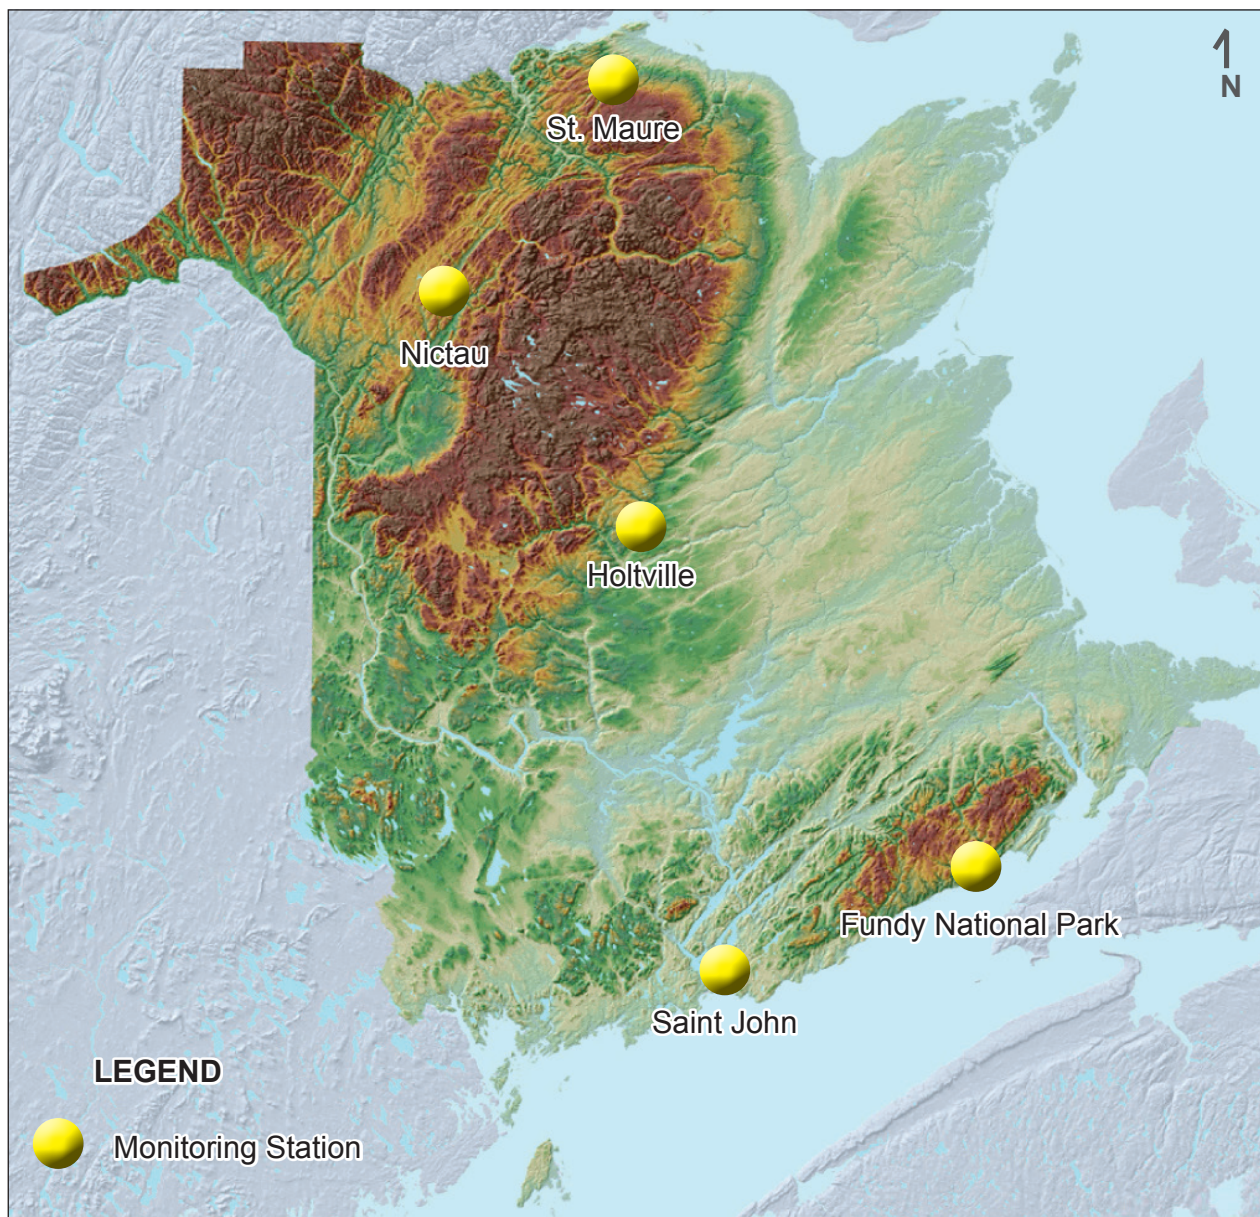 N
St. Maure
Nictau
Holtville
Fundy National Park
Saint John
LEGEND
Monitoring Station